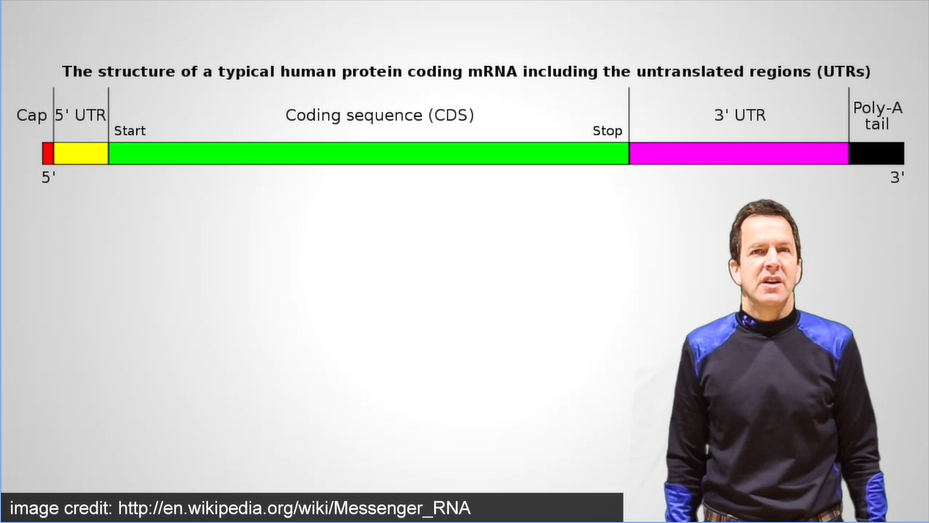 The structure of a typical human protein coding mRNA including the untranslated regions (UTRs)
Cap
5' UTR
Coding sequence (CDS)
3' UTR
Poly-A
tail
Start
Stop
5'
3'
image credit: http://en.wikipedia.org/wiki/Messenger_RNA